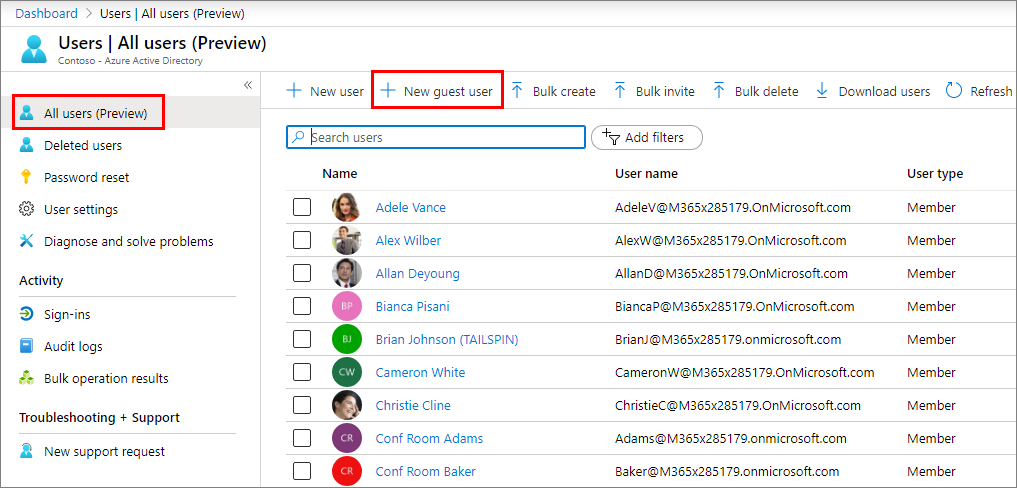 Dashboard > Users | All users (Preview)
Users | All users (Preview)
Contoso - Azure Active Directory
«
All users (Preview)
Deleted users
Password reset
User settings
Diagnose and solve problems
Activity
Sign-ins
Audit logs
Bulk operation results
Troubleshooting + Support
New support request
New user New guest user Bulk create Bulk invite Bulk delete Download users Refresh
Search users Add filters
Name User name User type
Adele Vance AdeleV@M365x285179.OnMicrosoft.com Member
Alex Wilber AlexW@M365x285179.OnMicrosoft.com Member
Allan Deyoung AllanD@M365x285179.OnMicrosoft.com Member
BP Bianca Pisani BiancaP@M365x285179.OnMicrosoft.com Member
BJ Brian Johnson (TAILSPIN) BrianJ@M365x285179.onmicrosoft.com Member
CW Cameron White CameronW@M365x285179.OnMicrosoft.com Member
Christie Cline ChristieC@M365x285179.OnMicrosoft.com Member
CR Conf Room Adams Adams@M365x285179.onmicrosoft.com Member
CR Conf Room Baker Baker@M365x285179.onmicrosoft.com Member